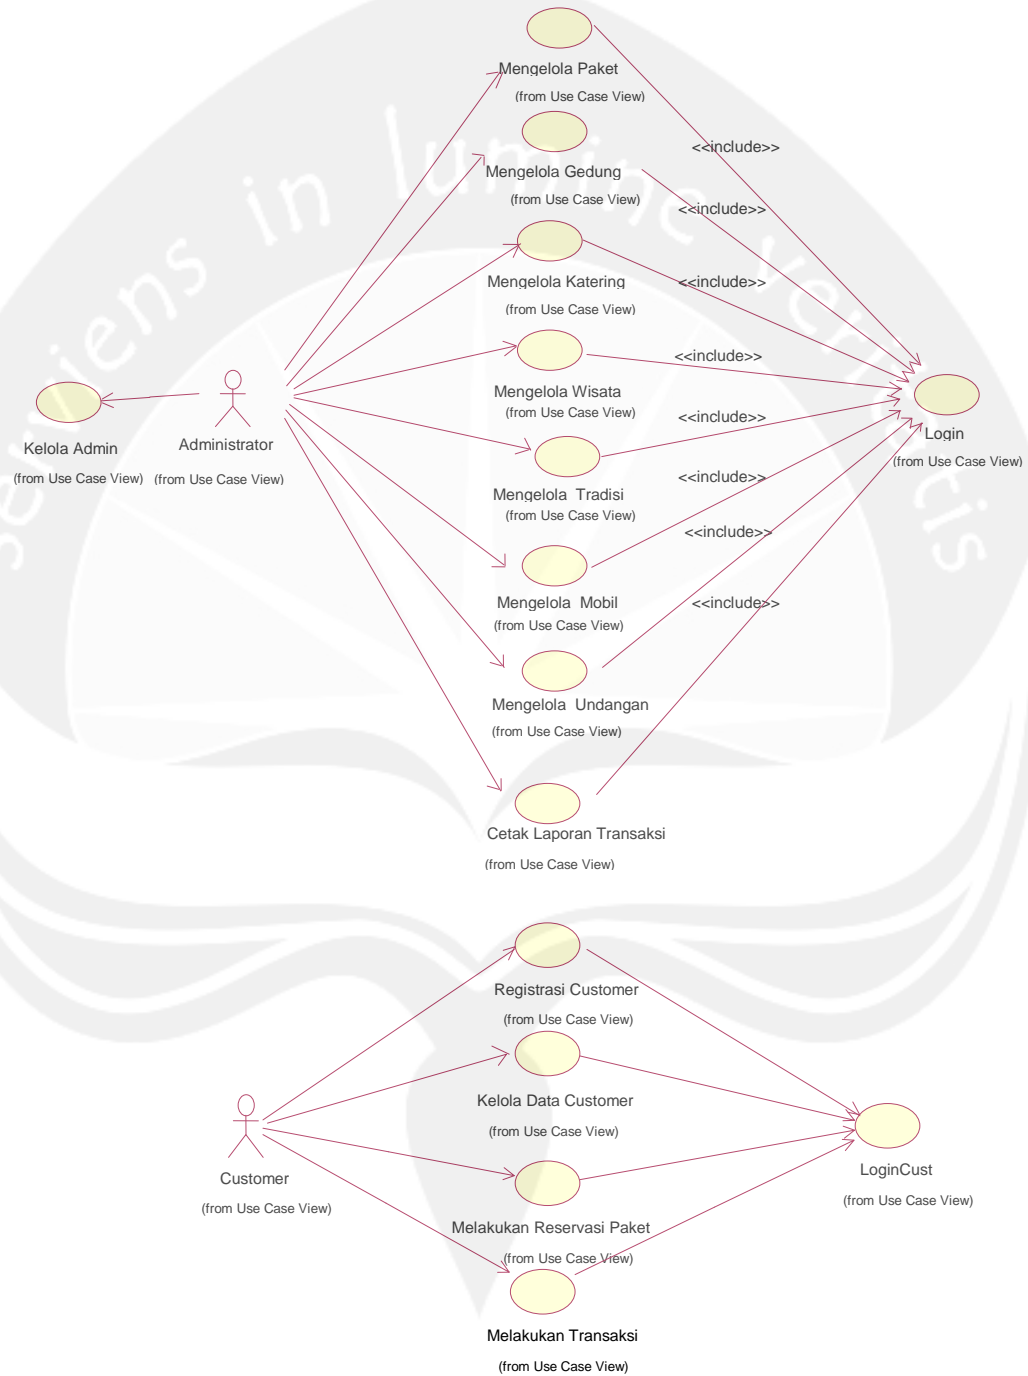 serviens in lumine veritatis
Mengelola Paket
(from Use Case View)
<<include>>
Mengelola Gedung
(from Use Case View)
<<include>>
Mengelola Katering
<<include>>
(from Use Case View)
<<include>>
Mengelola Wisata
(from Use Case View)
<<include>>
Kelola Admin
(from Use Case View)
Administrator
(from Use Case View)
Login
(from Use Case View)
<<include>>
Mengelola  Tradisi
(from Use Case View)
<<include>>
Mengelola  Mobil
(from Use Case View)
<<include>>
Mengelola  Undangan
(from Use Case View)
Cetak Laporan Transaksi
(from Use Case View)
Registrasi Customer
(from Use Case View)
Kelola Data Customer
(from Use Case View)
Customer
(from Use Case View)
LoginCust
(from Use Case View)
Melakukan Reservasi Paket
(from Use Case View)
Melakukan Transaksi
(from Use Case View)